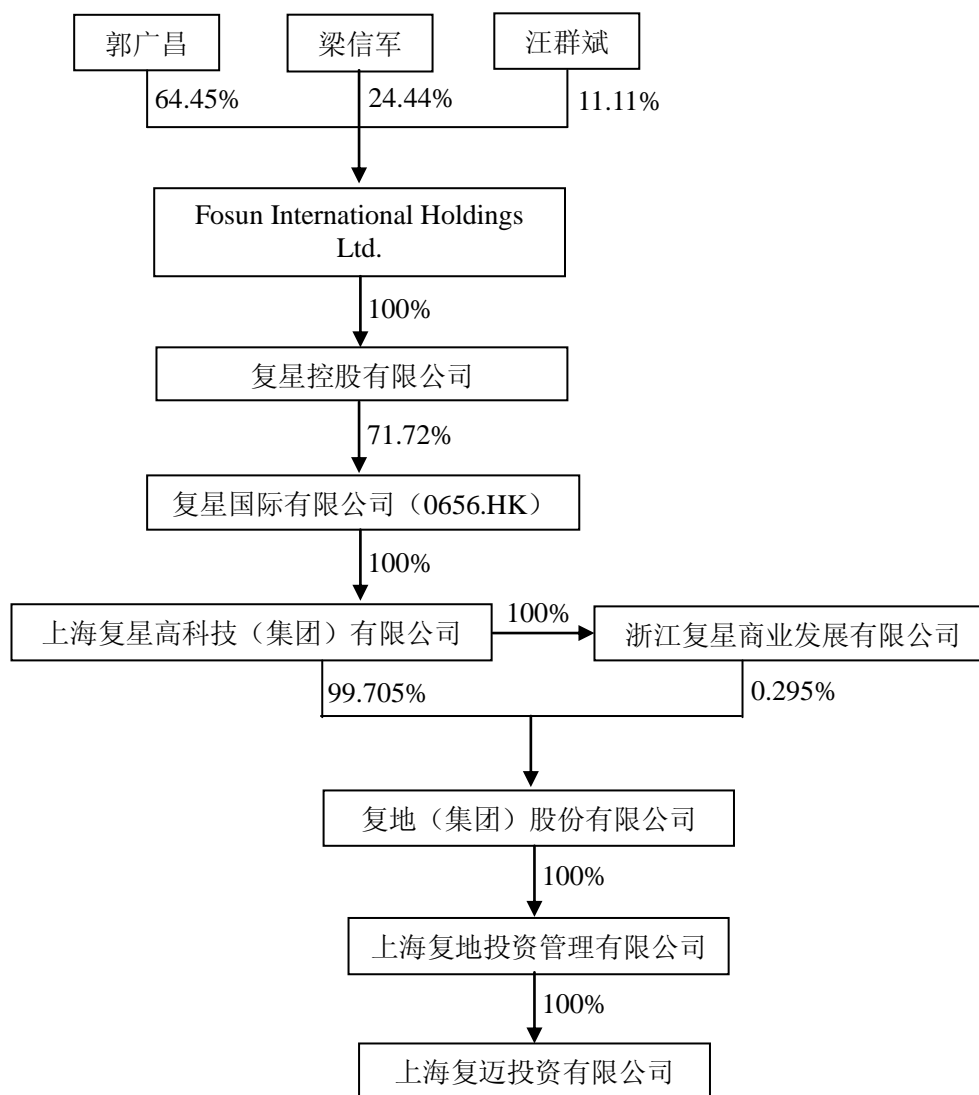 郭广昌
梁信军
汪群斌
64.45%
24.44%
11.11%
Fosun International Holdings
Ltd.
100%
复星控股有限公司
71.72%
复星国际有限公司（0656.HK）
100%
上海复星高科技（集团）有限公司
100%
浙江复星商业发展有限公司
99.705%
0.295%
复地（集团）股份有限公司
100%
上海复地投资管理有限公司
100%
上海复迈投资有限公司